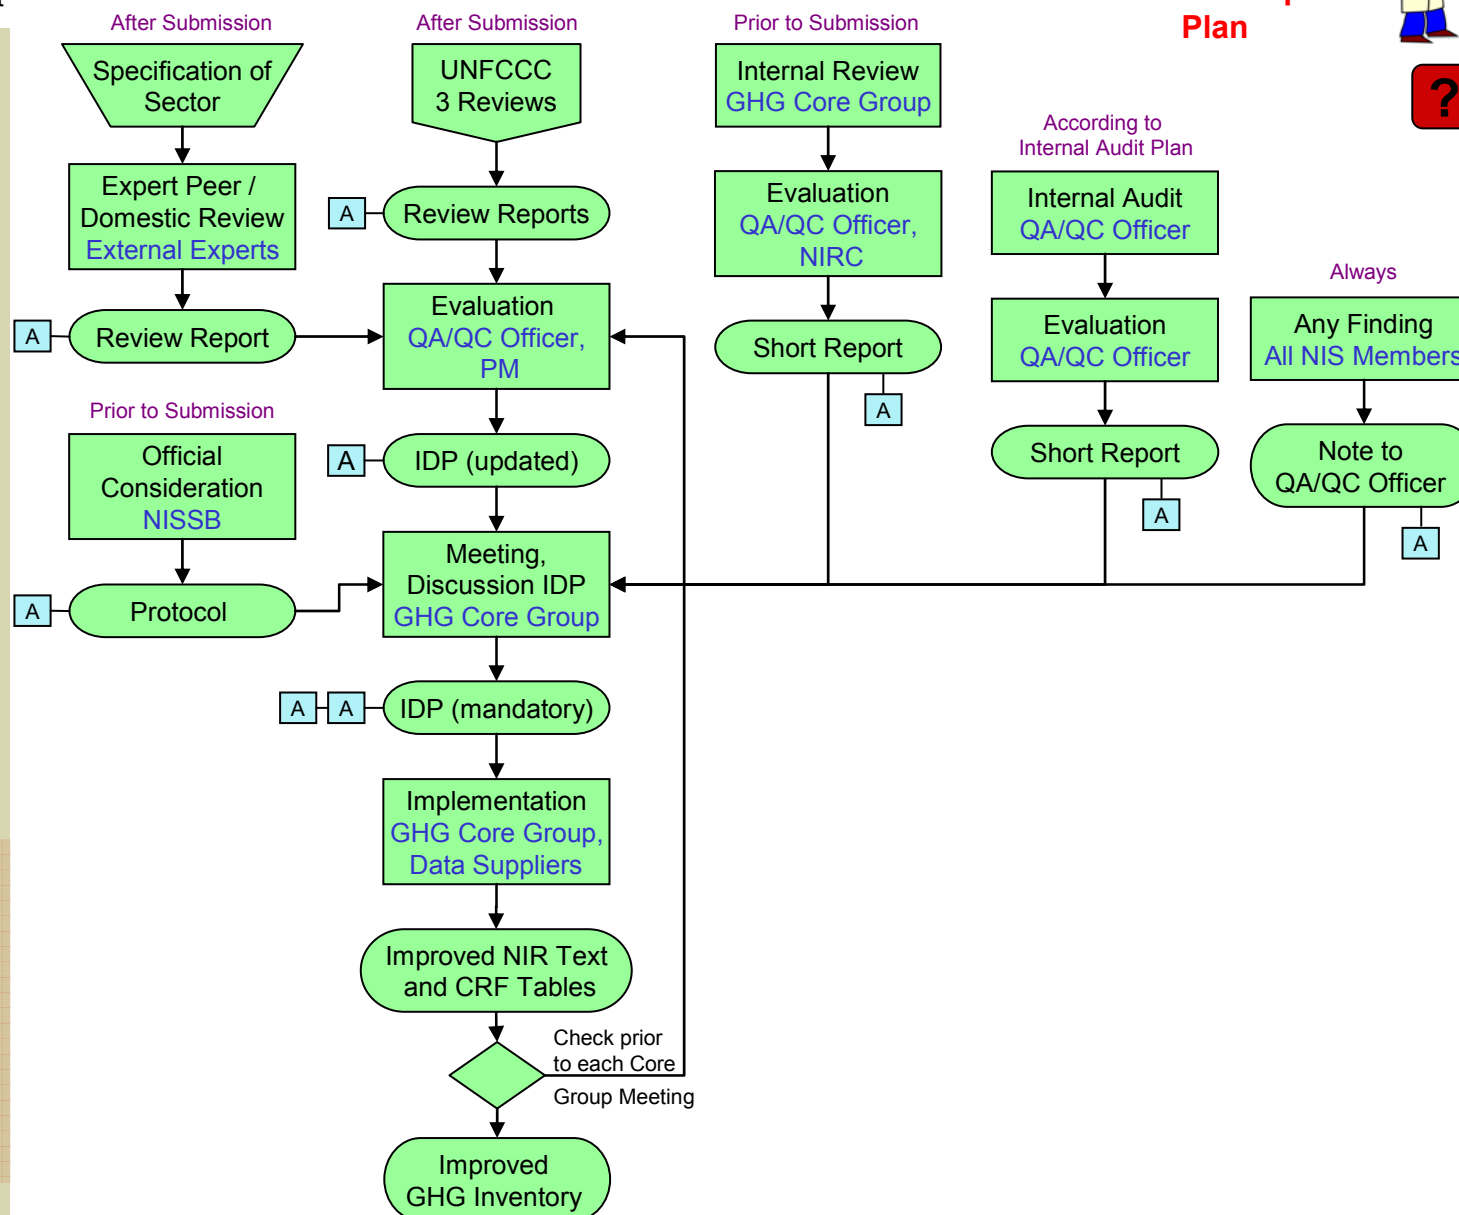 Plan
?
After Submission
Specification of
Sector
Expert Peer /
Domestic Review
External Experts
A
Review Report
Prior to Submission
Official
Consideration
NISSB
A
Protocol
After Submission
UNFCCC
3 Reviews
A
Review Reports
Evaluation
QA/QC Officer,
PM
A
IDP (updated)
Meeting,
Discussion IDP
GHG Core Group
A
A
IDP (mandatory)
Implementation
GHG Core Group,
Data Suppliers
Improved NIR Text
and CRF Tables
Check prior
to each Core
Group Meeting
Improved
GHG Inventory
Prior to Submission
Internal Review
GHG Core Group
Evaluation
QA/QC Officer,
NIRC
Short Report
A
According to
Internal Audit Plan
Internal Audit
QA/QC Officer
Evaluation
QA/QC Officer
Short Report
A
Always
Any Finding
All NIS Members
Note to
QA/QC Officer
A